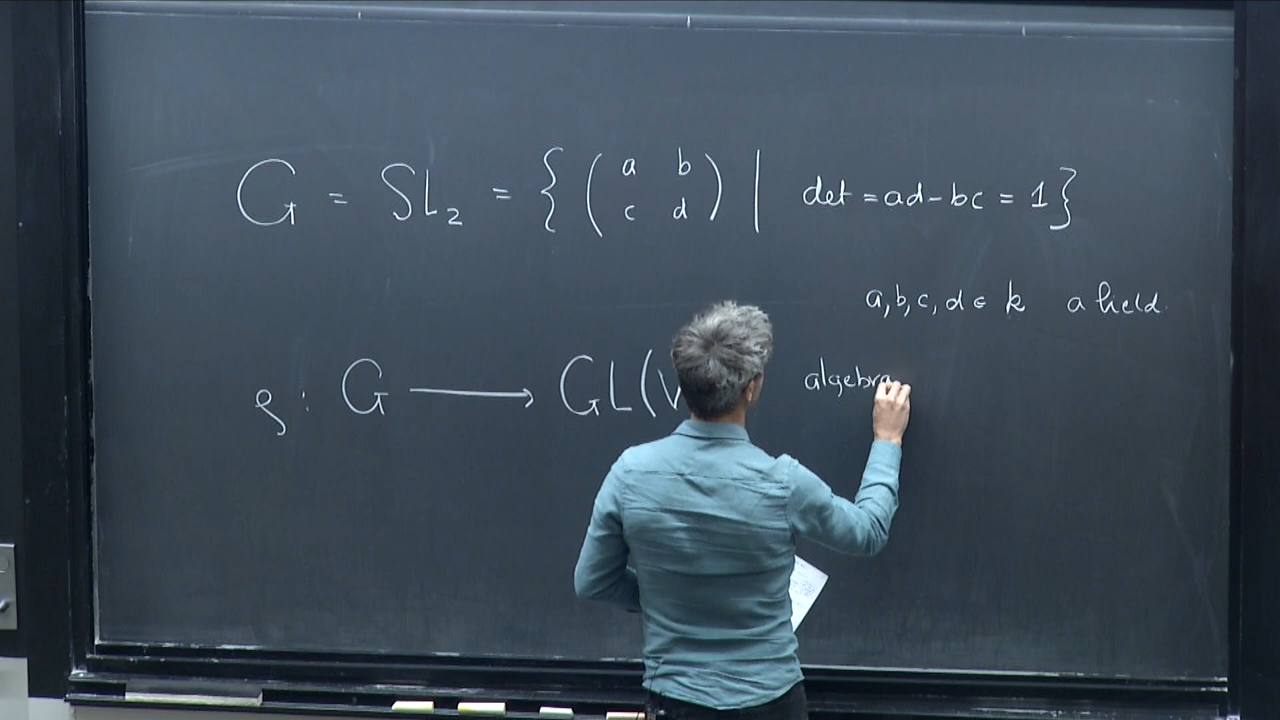 G = SL₂ = { ( a b ) | det = ad - bc = 1 }
c d
a, b, c, d ∈ k a field.
ρ : G ⟶ GL(V algebra